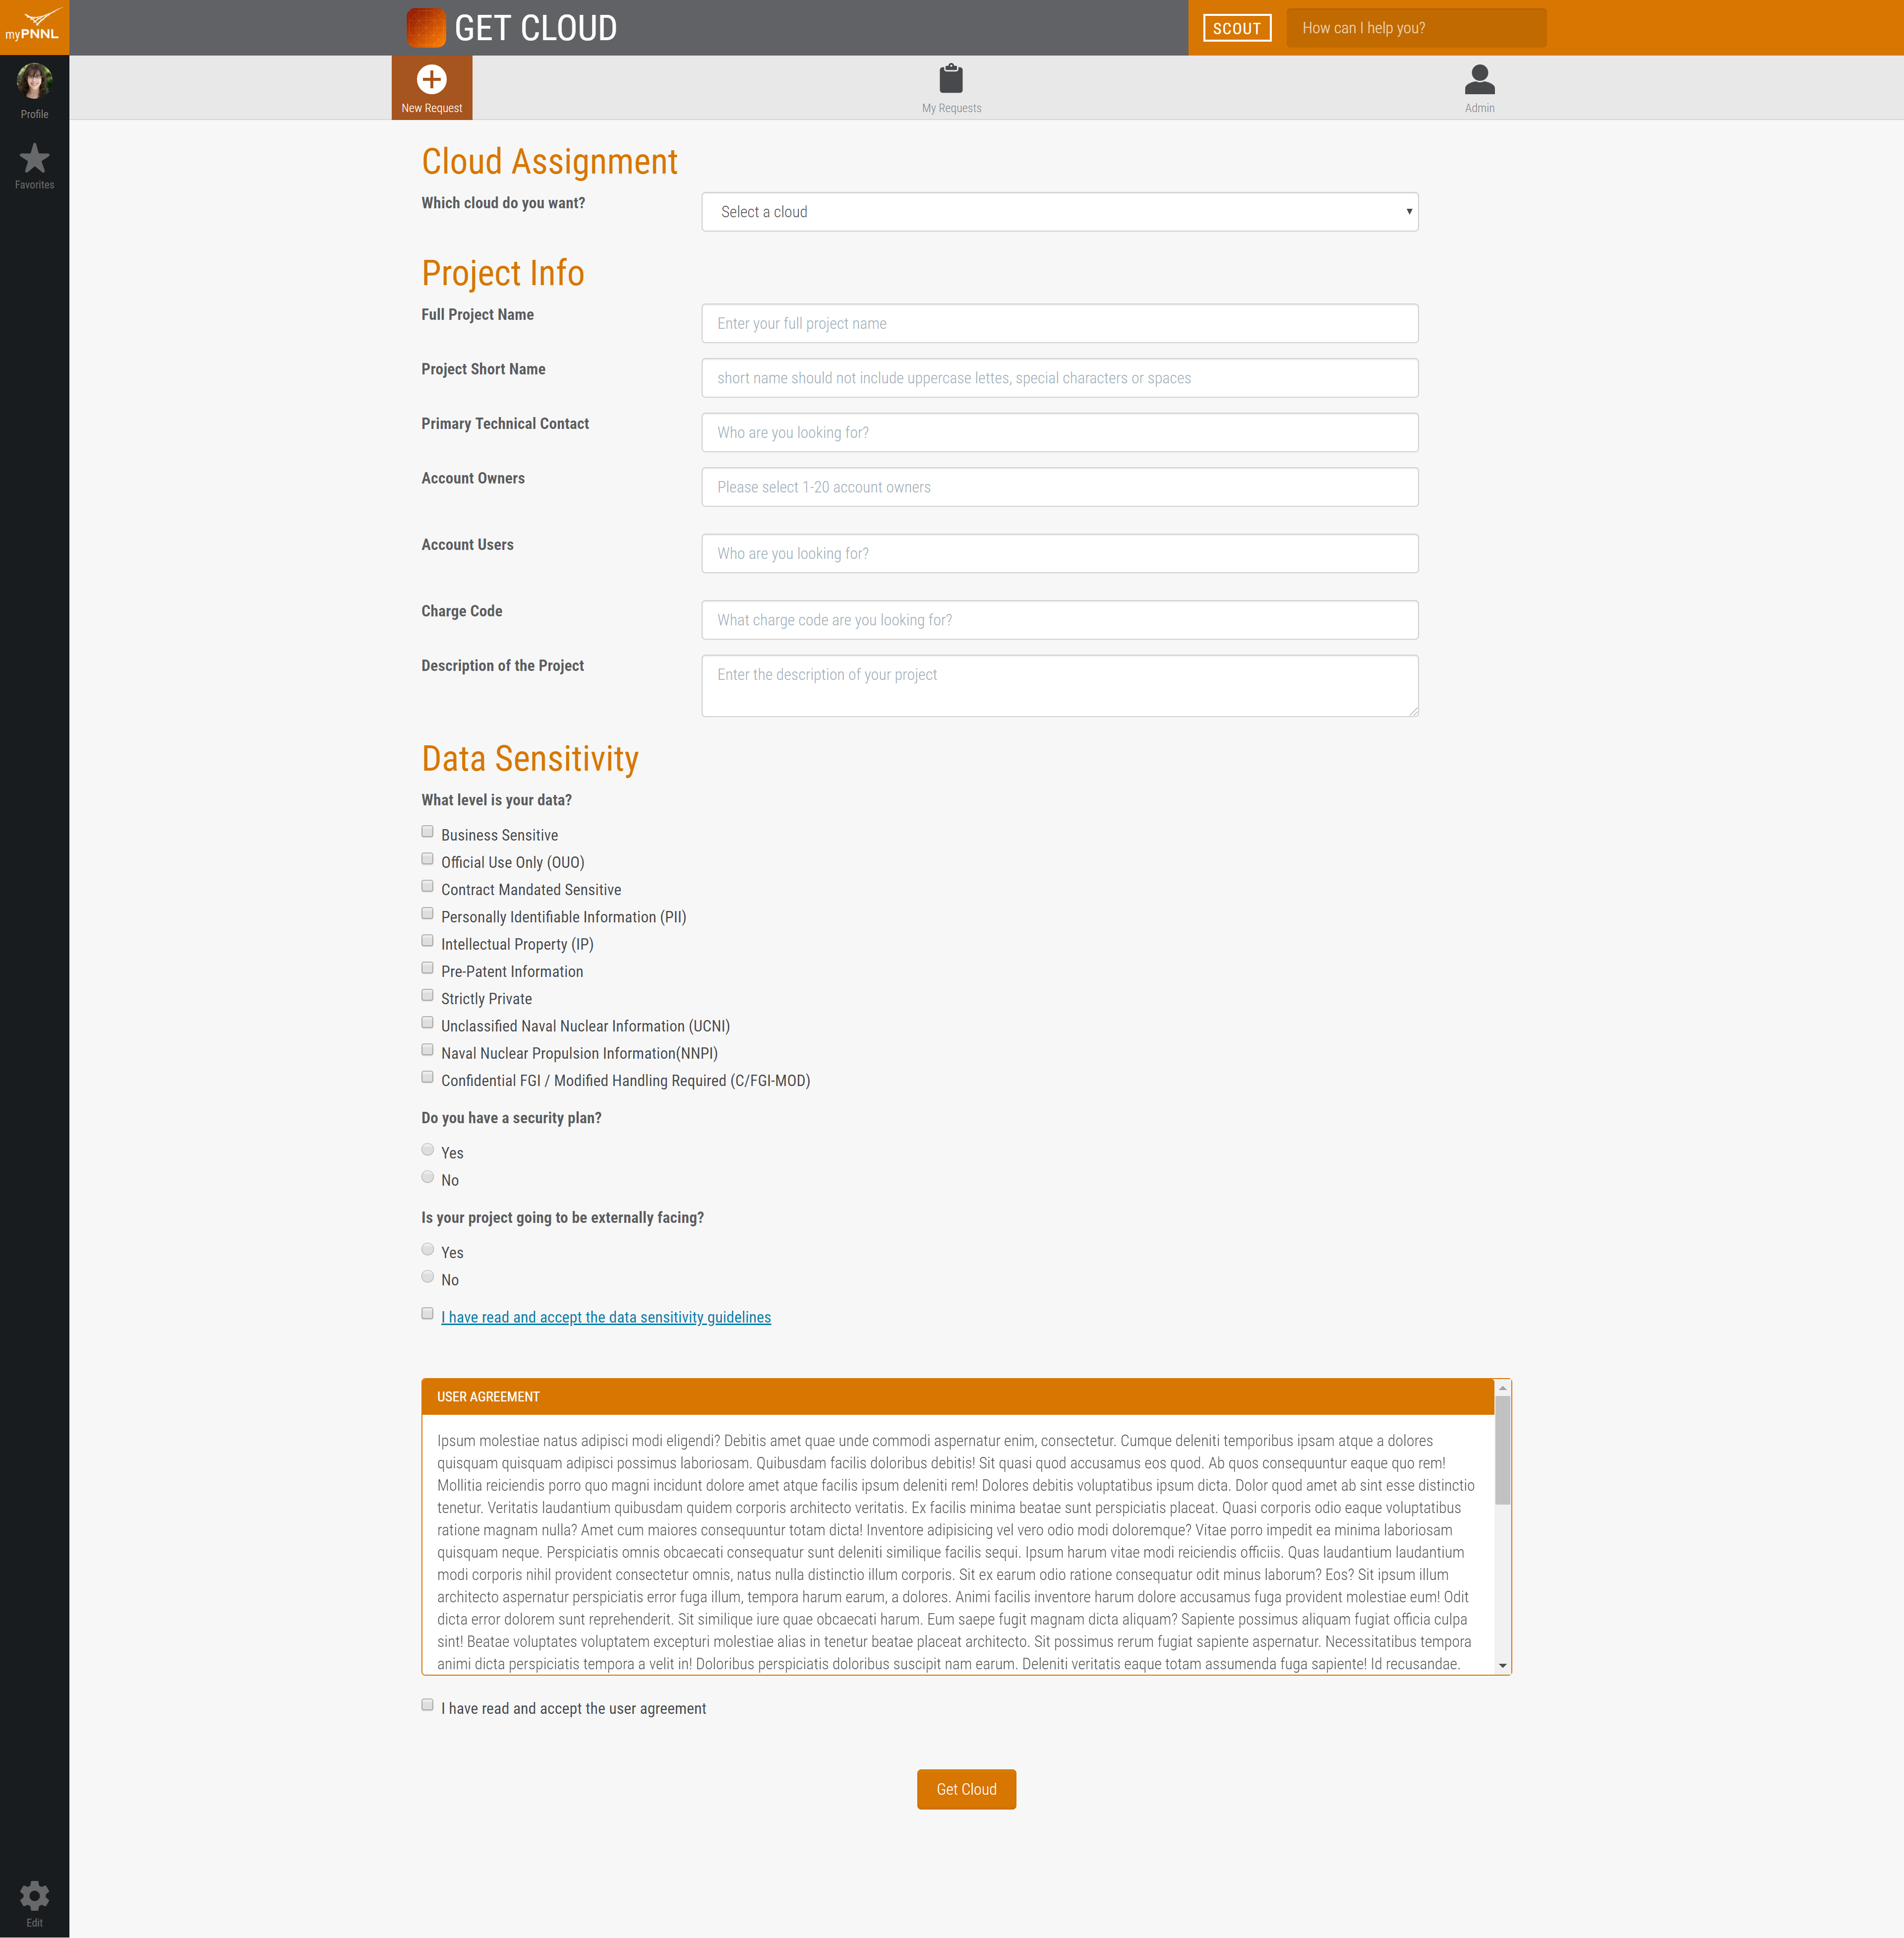 myPNNL
GET CLOUD
SCOUT
How can I help you?
Profile
Favorites
New Request
My Requests
Admin
Cloud Assignment
Which cloud do you want?
Select a cloud
Project Info
Full Project Name
Enter your full project name
Project Short Name
short name should not include uppercase lettes, special characters or spaces
Primary Technical Contact
Who are you looking for?
Account Owners
Please select 1-20 account owners
Account Users
Who are you looking for?
Charge Code
What charge code are you looking for?
Description of the Project
Enter the description of your project
Data Sensitivity
What level is your data?
Business Sensitive
Official Use Only (OUO)
Contract Mandated Sensitive
Personally Identifiable Information (PII)
Intellectual Property (IP)
Pre-Patent Information
Strictly Private
Unclassified Naval Nuclear Information (UCNI)
Naval Nuclear Propulsion Information(NNPI)
Confidential FGI / Modified Handling Required (C/FGI-MOD)
Do you have a security plan?
Yes
No
Is your project going to be externally facing?
Yes
No
I have read and accept the data sensitivity guidelines
USER AGREEMENT
Ipsum molestiae natus adipisci modi eligendi? Debitis amet quae unde commodi aspernatur enim, consectetur. Cumque deleniti temporibus ipsam atque a dolores
quisquam quisquam adipisci possimus laboriosam. Quibusdam facilis doloribus debitis! Sit quasi quod accusamus eos quod. Ab quos consequuntur eaque quo rem!
Mollitia reiciendis porro quo magni incidunt dolore amet atque facilis ipsum deleniti rem! Dolores debitis voluptatibus ipsum dicta. Dolor quod amet ab sint esse distinctio
tenetur. Veritatis laudantium quibusdam quidem corporis architecto veritatis. Ex facilis minima beatae sunt perspiciatis placeat. Quasi corporis odio eaque voluptatibus
ratione magnam nulla? Amet cum maiores consequuntur totam dicta! Inventore adipisicing vel vero odio modi doloremque? Vitae porro impedit ea minima laboriosam
quisquam neque. Perspiciatis omnis obcaecati consequatur sunt deleniti similique facilis sequi. Ipsum harum vitae modi reiciendis officiis. Quas laudantium laudantium
modi corporis nihil provident consectetur omnis, natus nulla distinctio illum corporis. Sit ex earum odio ratione consequatur odit minus laborum? Eos? Sit ipsum illum
architecto aspernatur perspiciatis error fuga illum, tempora harum earum, a dolores. Animi facilis inventore harum dolore accusamus fuga provident molestiae eum! Odit
dicta error dolorem sunt reprehenderit. Sit similique iure quae obcaecati harum. Eum saepe fugit magnam dicta aliquam? Sapiente possimus aliquam fugiat officia culpa
sint! Beatae voluptates voluptatem excepturi molestiae alias in tenetur beatae placeat architecto. Sit possimus rerum fugiat sapiente aspernatur. Necessitatibus tempora
animi dicta perspiciatis tempora a velit in! Doloribus perspiciatis doloribus suscipit nam earum. Deleniti veritatis eaque totam assumenda fuga sapiente! Id recusandae.
I have read and accept the user agreement
Get Cloud
Edit